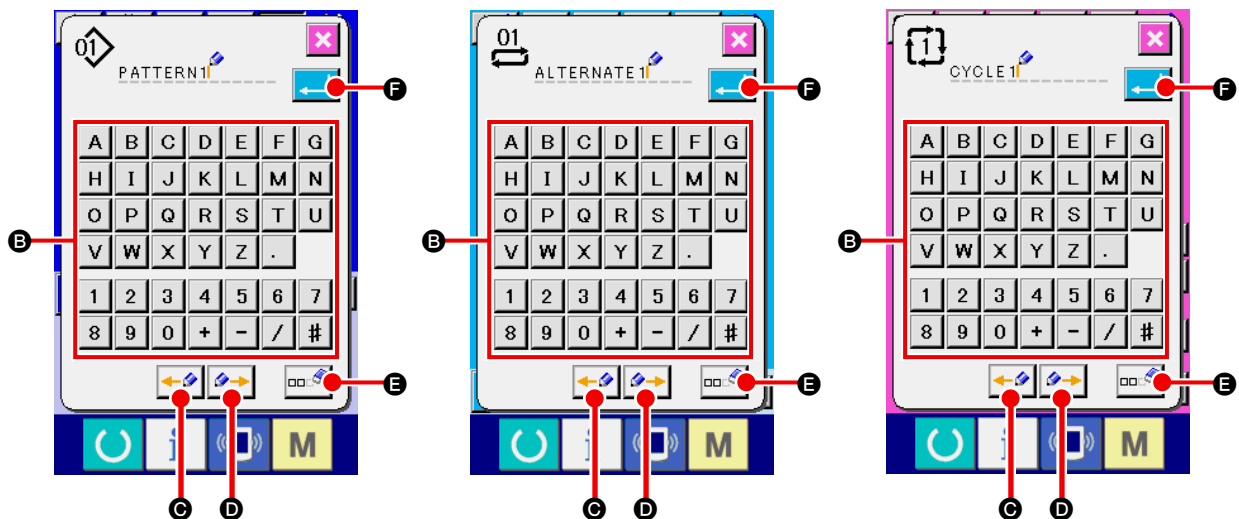 01
PATTERN1
F
A B C D E F G
H I J K L M N
O P Q R S T U
V W X Y Z .
1 2 3 4 5 6 7
8 9 0 + - / #
B
E
i
M
C D
01
ALTERNATE1
F
A B C D E F G
H I J K L M N
O P Q R S T U
V W X Y Z .
1 2 3 4 5 6 7
8 9 0 + - / #
B
E
i
M
C D
1
CYCLE1
F
A B C D E F G
H I J K L M N
O P Q R S T U
V W X Y Z .
1 2 3 4 5 6 7
8 9 0 + - / #
B
E
i
M
C D